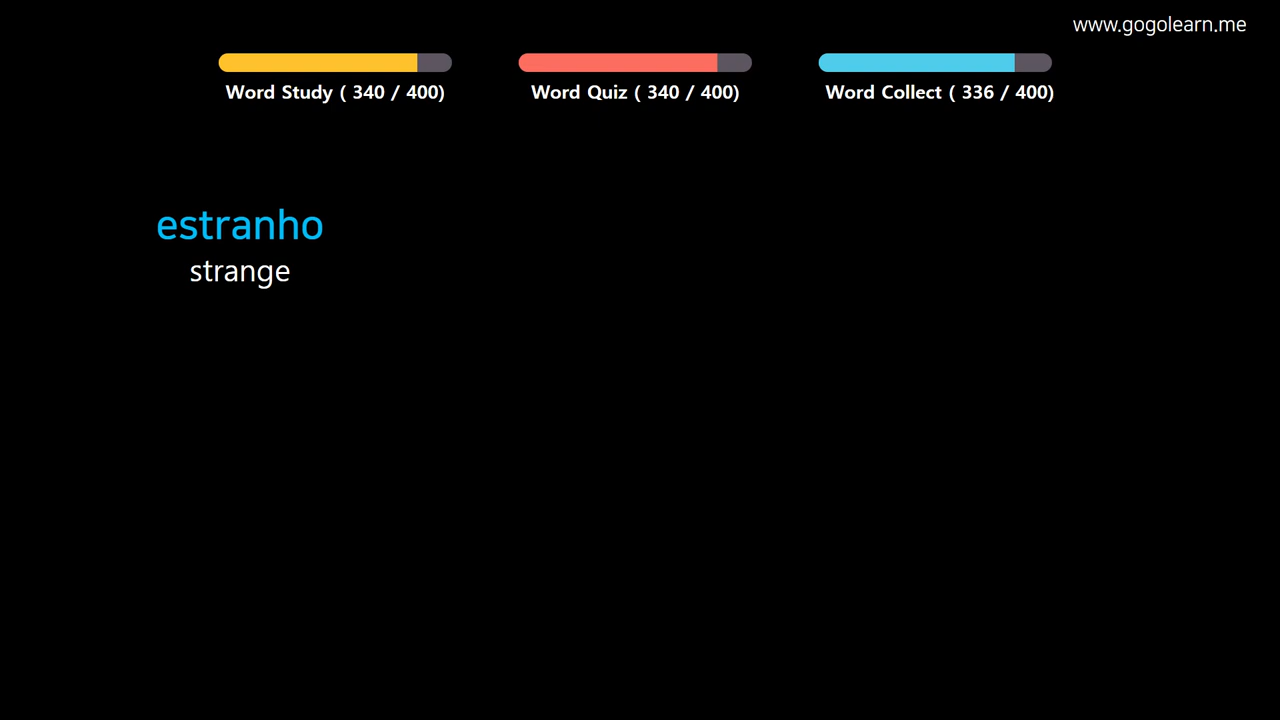 www.gogolearn.me
Word Study ( 340 / 400)
Word Quiz ( 340 / 400)
Word Collect ( 336 / 400)
estranho
strange